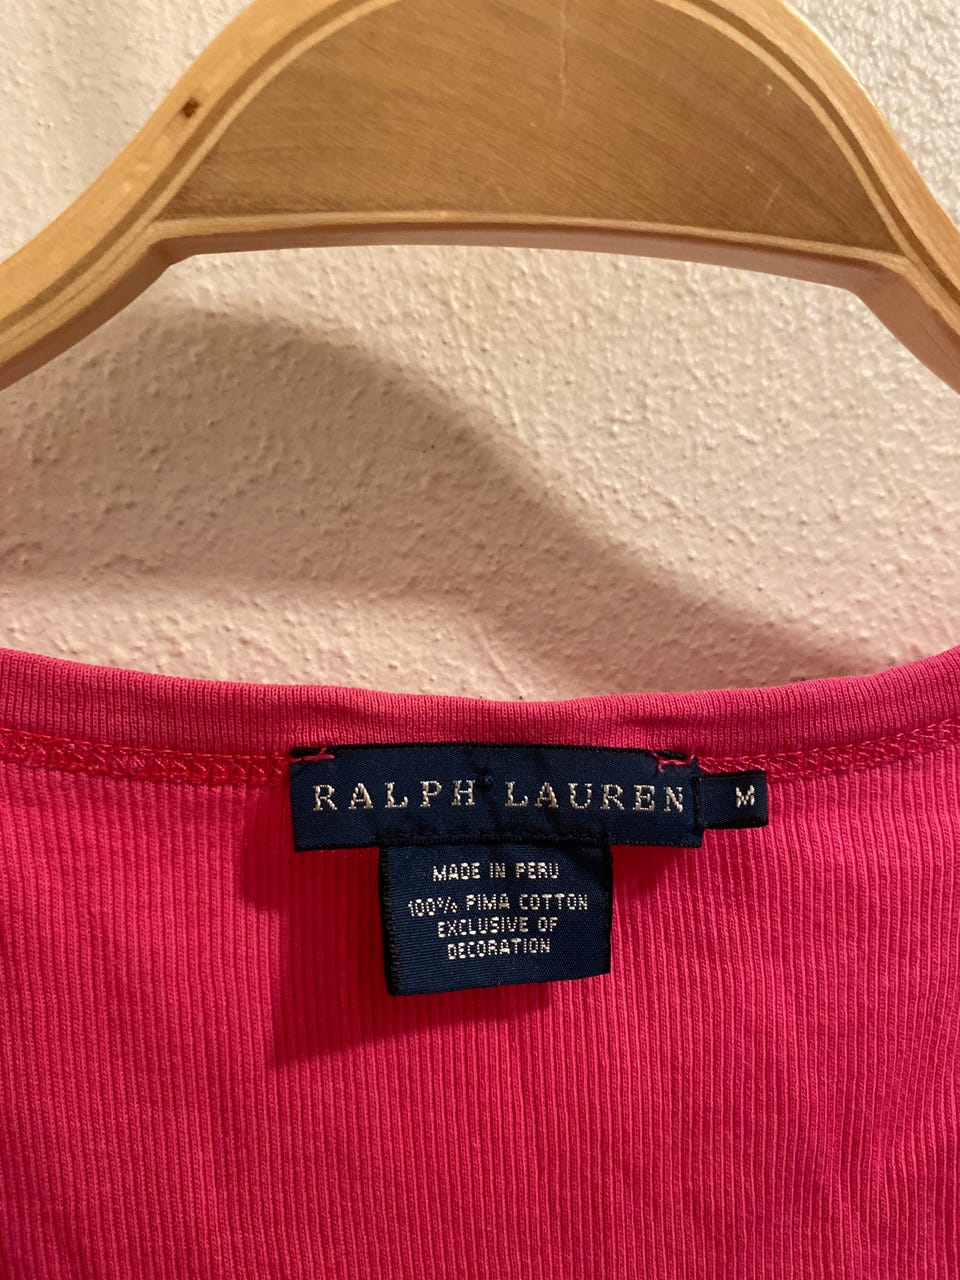 RALPH LAUREN
M
MADE IN PERU
100% PIMA COTTON
EXCLUSIVE OF
DECORATION